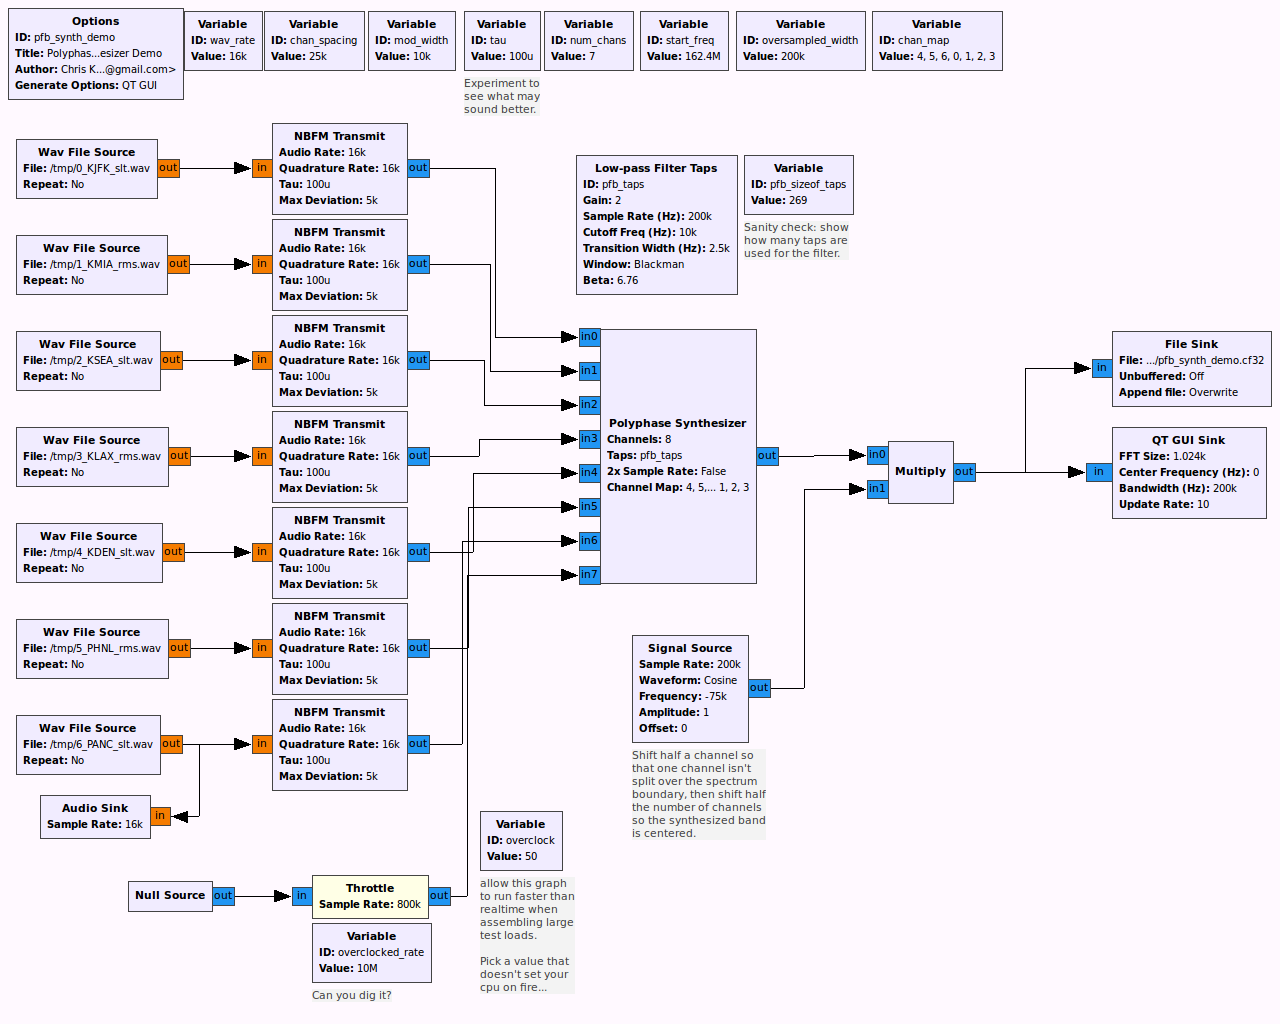 Options
ID: pfb_synth_demo
Title: Polyphas...esizer Demo
Author: Chris K...@gmail.com>
Generate Options: QT GUI
Variable
ID: wav_rate
Value: 16k
Variable
ID: chan_spacing
Value: 25k
Variable
ID: mod_width
Value: 10k
Variable
ID: tau
Value: 100u
Experiment to
see what may
sound better.
Variable
ID: num_chans
Value: 7
Variable
ID: start_freq
Value: 162.4M
Variable
ID: oversampled_width
Value: 200k
Variable
ID: chan_map
Value: 4, 5, 6, 0, 1, 2, 3
Wav File Source
File: /tmp/0_KJFK_slt.wav
Repeat: No
out
in
NBFM Transmit
Audio Rate: 16k
Quadrature Rate: 16k
Tau: 100u
Max Deviation: 5k
out
Wav File Source
File: /tmp/1_KMIA_rms.wav
Repeat: No
out
in
NBFM Transmit
Audio Rate: 16k
Quadrature Rate: 16k
Tau: 100u
Max Deviation: 5k
out
Wav File Source
File: /tmp/2_KSEA_slt.wav
Repeat: No
out
in
NBFM Transmit
Audio Rate: 16k
Quadrature Rate: 16k
Tau: 100u
Max Deviation: 5k
out
Wav File Source
File: /tmp/3_KLAX_rms.wav
Repeat: No
out
in
NBFM Transmit
Audio Rate: 16k
Quadrature Rate: 16k
Tau: 100u
Max Deviation: 5k
out
Wav File Source
File: /tmp/4_KDEN_slt.wav
Repeat: No
out
in
NBFM Transmit
Audio Rate: 16k
Quadrature Rate: 16k
Tau: 100u
Max Deviation: 5k
out
Wav File Source
File: /tmp/5_PHNL_rms.wav
Repeat: No
out
in
NBFM Transmit
Audio Rate: 16k
Quadrature Rate: 16k
Tau: 100u
Max Deviation: 5k
out
Wav File Source
File: /tmp/6_PANC_slt.wav
Repeat: No
out
in
NBFM Transmit
Audio Rate: 16k
Quadrature Rate: 16k
Tau: 100u
Max Deviation: 5k
out
Audio Sink
Sample Rate: 16k
in
Null Source
out
in
Throttle
Sample Rate: 800k
out
Variable
ID: overclocked_rate
Value: 10M
Can you dig it?
Variable
ID: overclock
Value: 50
allow this graph
to run faster than
realtime when
assembling large
test loads.
Pick a value that
doesn't set your
cpu on fire...
Low-pass Filter Taps
ID: pfb_taps
Gain: 2
Sample Rate (Hz): 200k
Cutoff Freq (Hz): 10k
Transition Width (Hz): 2.5k
Window: Blackman
Beta: 6.76
Variable
ID: pfb_sizeof_taps
Value: 269
Sanity check: show
how many taps are
used for the filter.
in0
in1
in2
in3
in4
in5
in6
in7
Polyphase Synthesizer
Channels: 8
Taps: pfb_taps
2x Sample Rate: False
Channel Map: 4, 5,... 1, 2, 3
out
Signal Source
Sample Rate: 200k
Waveform: Cosine
Frequency: -75k
Amplitude: 1
Offset: 0
out
Shift half a channel so
that one channel isn't
split over the spectrum
boundary, then shift half
the number of channels
so the synthesized band
is centered.
in0
in1
Multiply
out
in
File Sink
File: .../pfb_synth_demo.cf32
Unbuffered: Off
Append file: Overwrite
in
QT GUI Sink
FFT Size: 1.024k
Center Frequency (Hz): 0
Bandwidth (Hz): 200k
Update Rate: 10